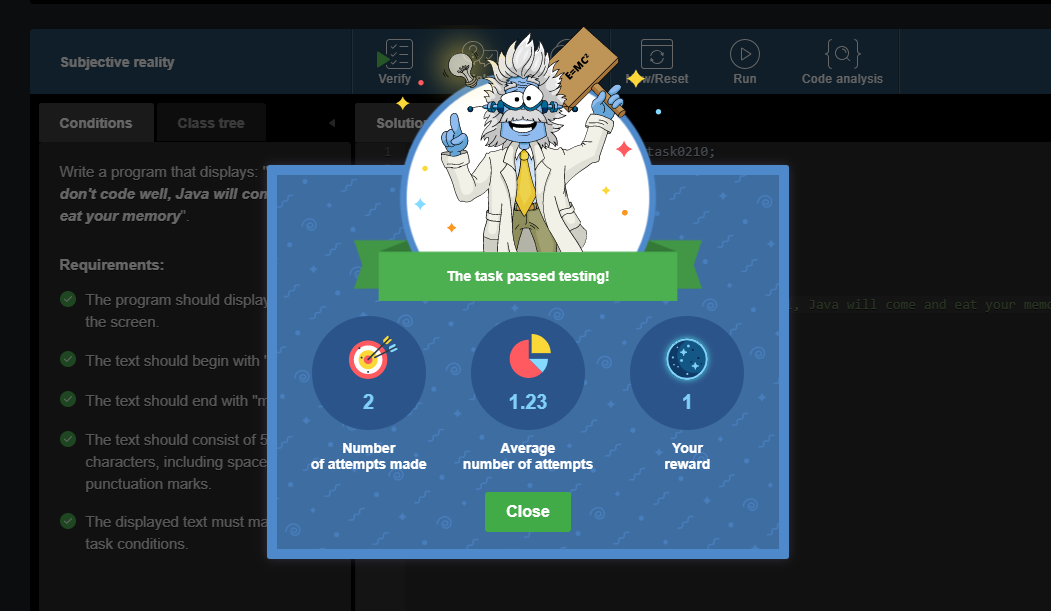 Subjective reality
Verify
/Reset
Run
Code analysis
E=MC²
Conditions
Class tree
Solution
1
task0210;
Write a program that displays: "
don't code well, Java will com
eat your memory".
Requirements:
The program should display
the screen.
The text should begin with "
The text should end with "m
The text should consist of 5
characters, including space
punctuation marks.
The displayed text must ma
task conditions.
, Java will come and eat your memo
The task passed testing!
2
1.23
1
Number
of attempts made
Average
number of attempts
Your
reward
Close